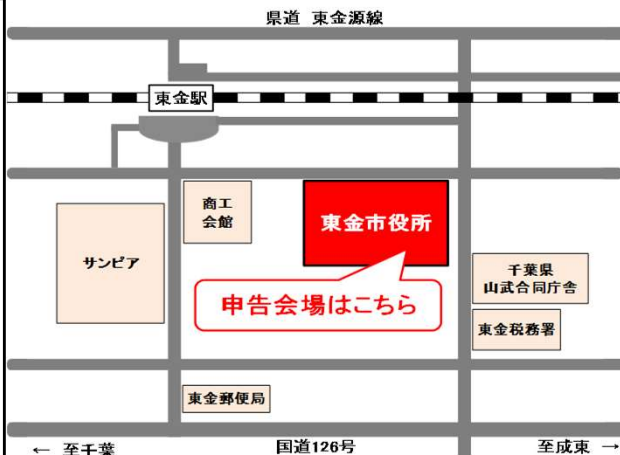 県道 東金源線
東金駅
商工
会館
東金市役所
サンピア
千葉県
山武合同庁舎
申告会場はこちら
東金税務署
東金郵便局
← 至千葉
国道126号
至成東 →